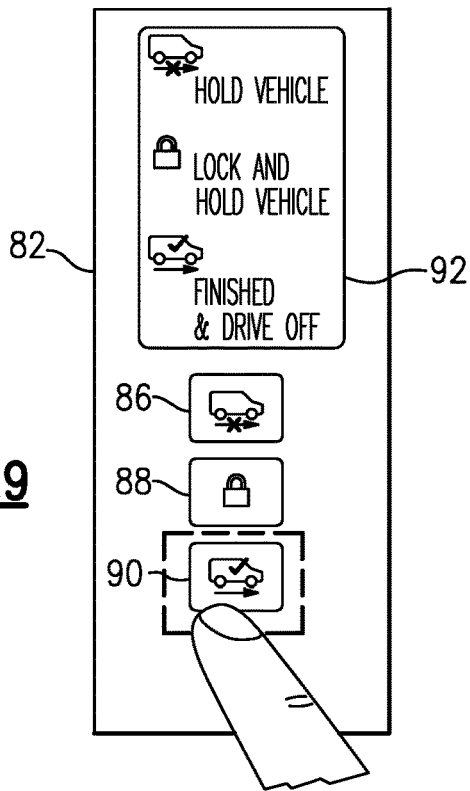 HOLD VEHICLE
LOCK AND
HOLD VEHICLE
82
92
FINISHED
& DRIVE OFF
86
88
9
90